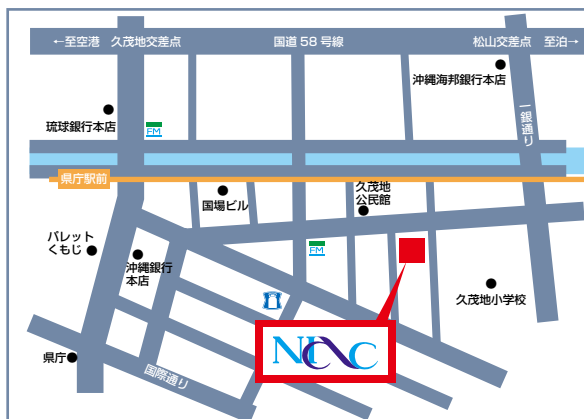 ←至空港
久茂地交差点
国道58号線
松山交差点
至泊→
沖縄海邦銀行本店
琉球銀行本店
一銀通り
FM
県庁駅前
国場ビル
久茂地
公民館
パレット
くもじ
沖縄銀行
本店
FM
久茂地小学校
県庁
国際通り
NICNC